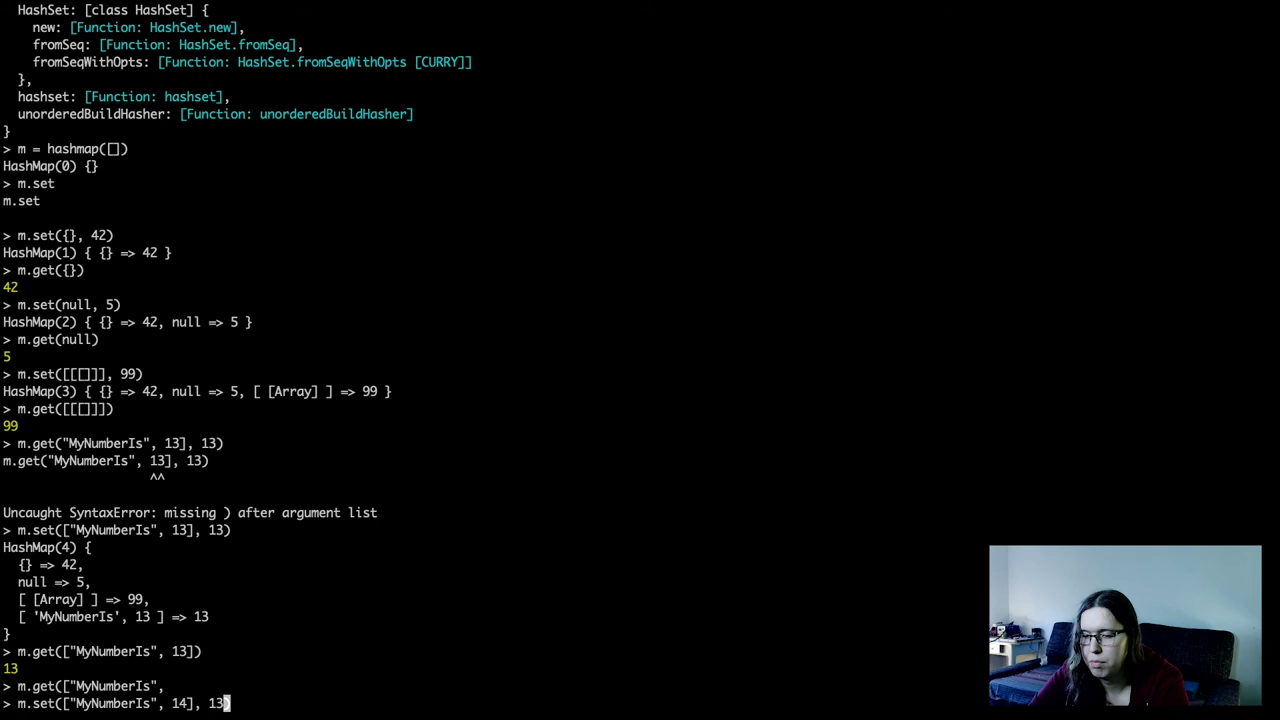 HashSet: [class HashSet] {
new: [Function: HashSet.new],
fromSeq: [Function: HashSet.fromSeq],
fromSeqWithOpts: [Function: HashSet.fromSeqWithOpts [CURRY]]
},
hashset: [Function: hashset],
unorderedBuildHasher: [Function: unorderedBuildHasher]
}
> m = hashmap([])
HashMap(0) {}
> m.set
m.set
> m.set({}, 42)
HashMap(1) { {} => 42 }
> m.get({})
42
> m.set(null, 5)
HashMap(2) { {} => 42, null => 5 }
> m.get(null)
5
> m.set([[[]]], 99)
HashMap(3) { {} => 42, null => 5, [ [Array] ] => 99 }
> m.get([[[]]])
99
> m.get("MyNumberIs", 13], 13)
m.get("MyNumberIs", 13], 13)
^^
Uncaught SyntaxError: missing ) after argument list
> m.set(["MyNumberIs", 13], 13)
HashMap(4) {
{} => 42,
null => 5,
[ [Array] ] => 99,
[ 'MyNumberIs', 13 ] => 13
}
> m.get(["MyNumberIs", 13])
13
> m.get(["MyNumberIs",
> m.set(["MyNumberIs", 14], 13)